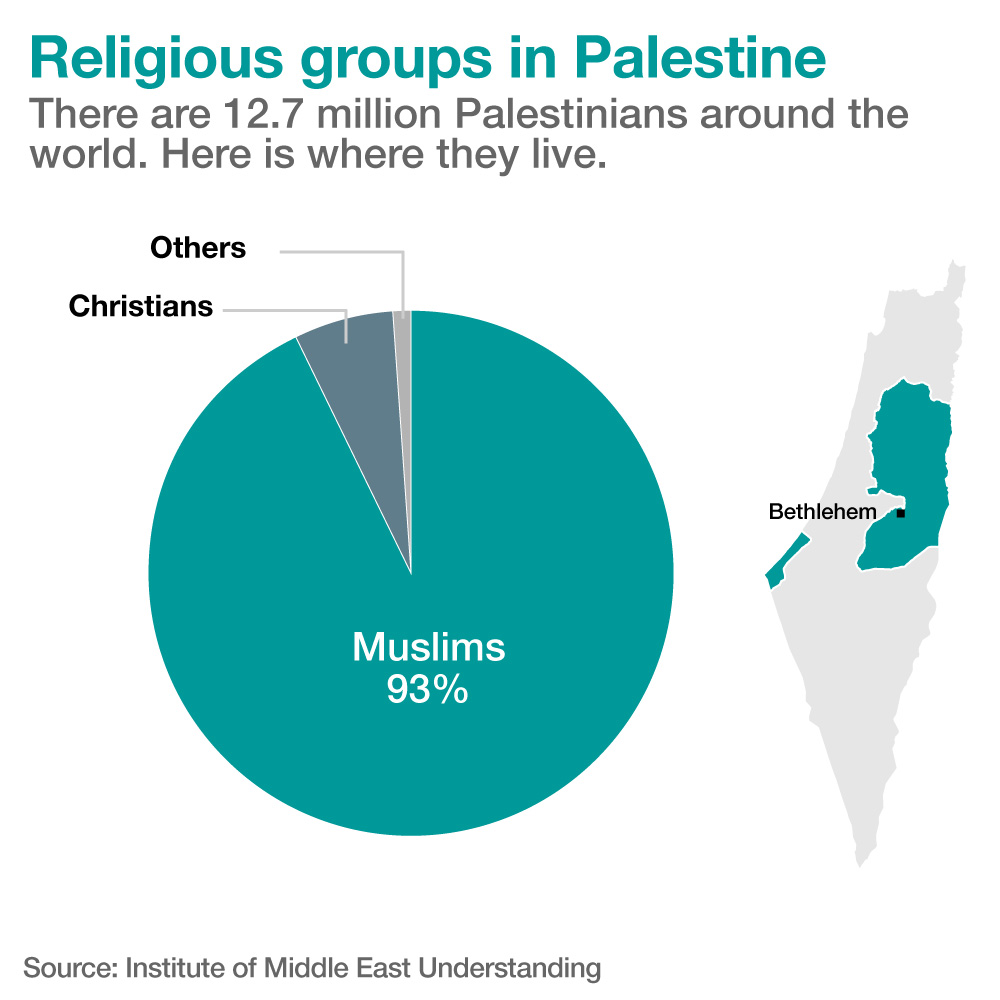 Religious groups in Palestine
There are 12.7 million Palestinians around the
world. Here is where they live.
Others
Christians
Bethlehem
Muslims
93%
Source: Institute of Middle East Understanding